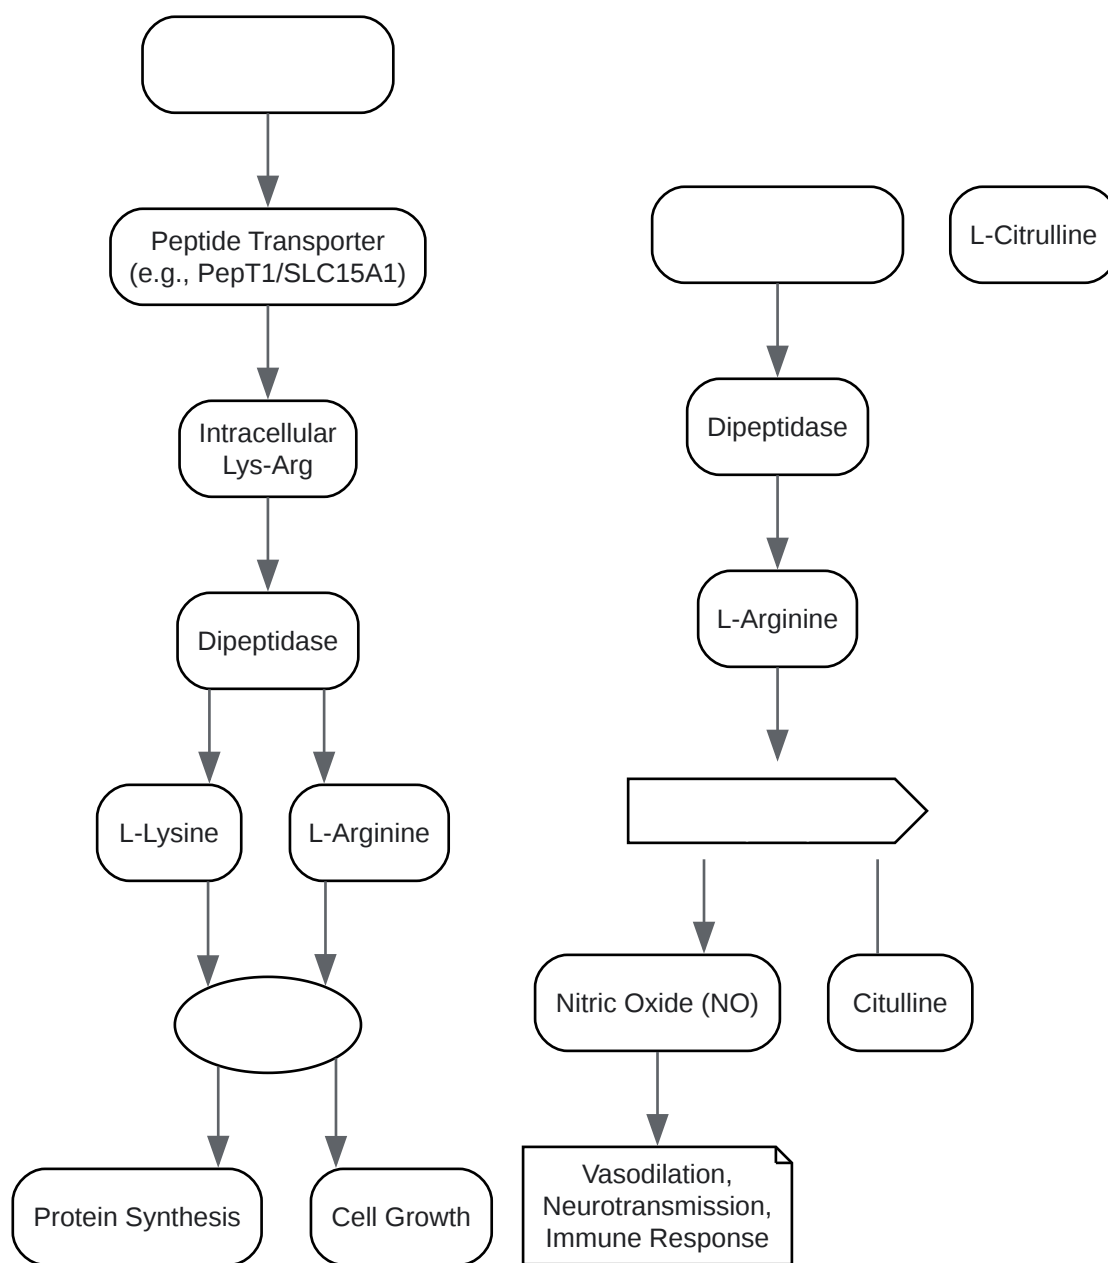 Peptide Transporter
(e.g., PepT1/SLC15A1)
Intracellular
Lys-Arg
Dipeptidase
L-Lysine
L-Arginine
Protein Synthesis
Cell Growth
L-Citrulline
Dipeptidase
L-Arginine
Nitric Oxide (NO)
Citulline
Vasodilation,
Neurotransmission,
Immune Response